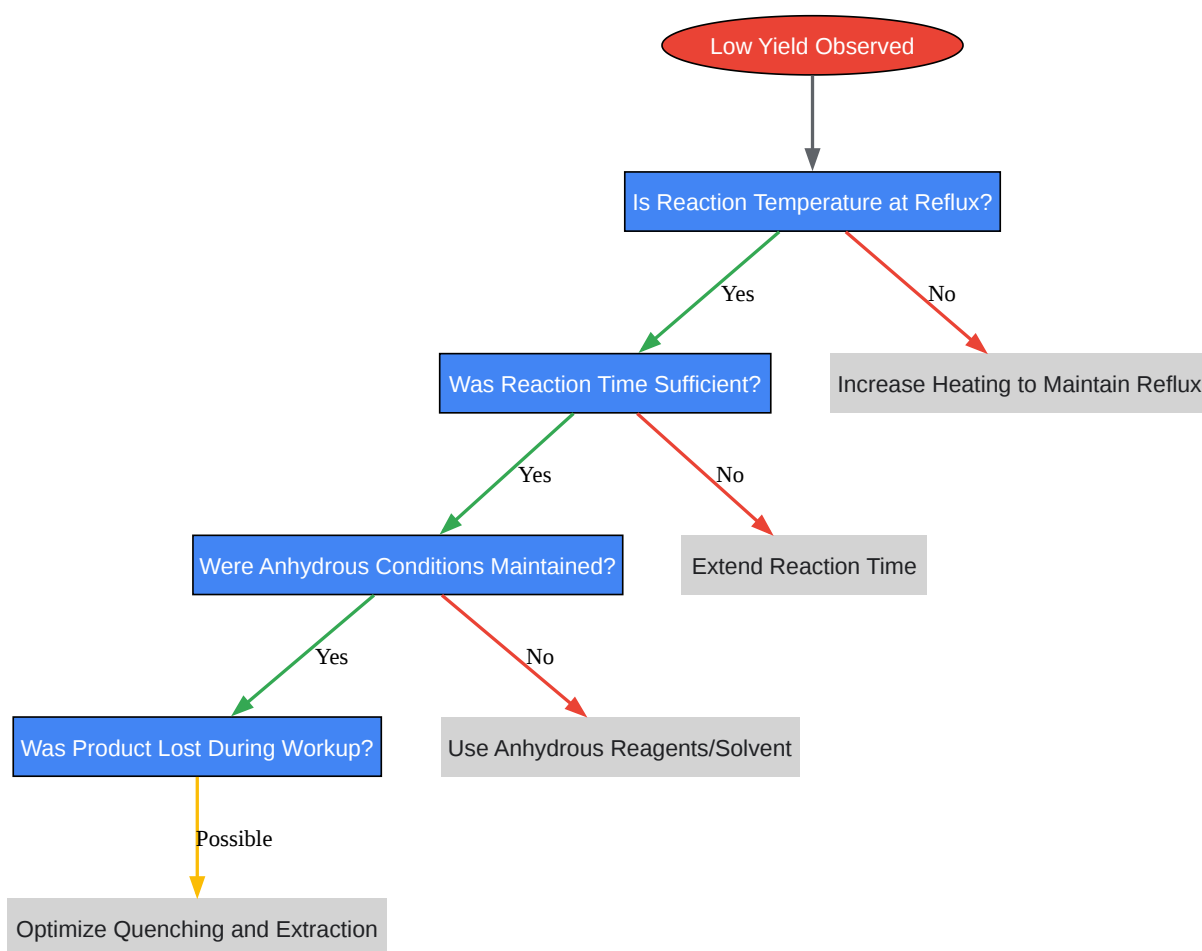 Low Yield Observed
Is Reaction Temperature at Reflux?
Yes
No
Was Reaction Time Sufficient?
Increase Heating to Maintain Reflux
Yes
No
Were Anhydrous Conditions Maintained?
Extend Reaction Time
Yes
No
Was Product Lost During Workup?
Use Anhydrous Reagents/Solvent
Possible
Optimize Quenching and Extraction